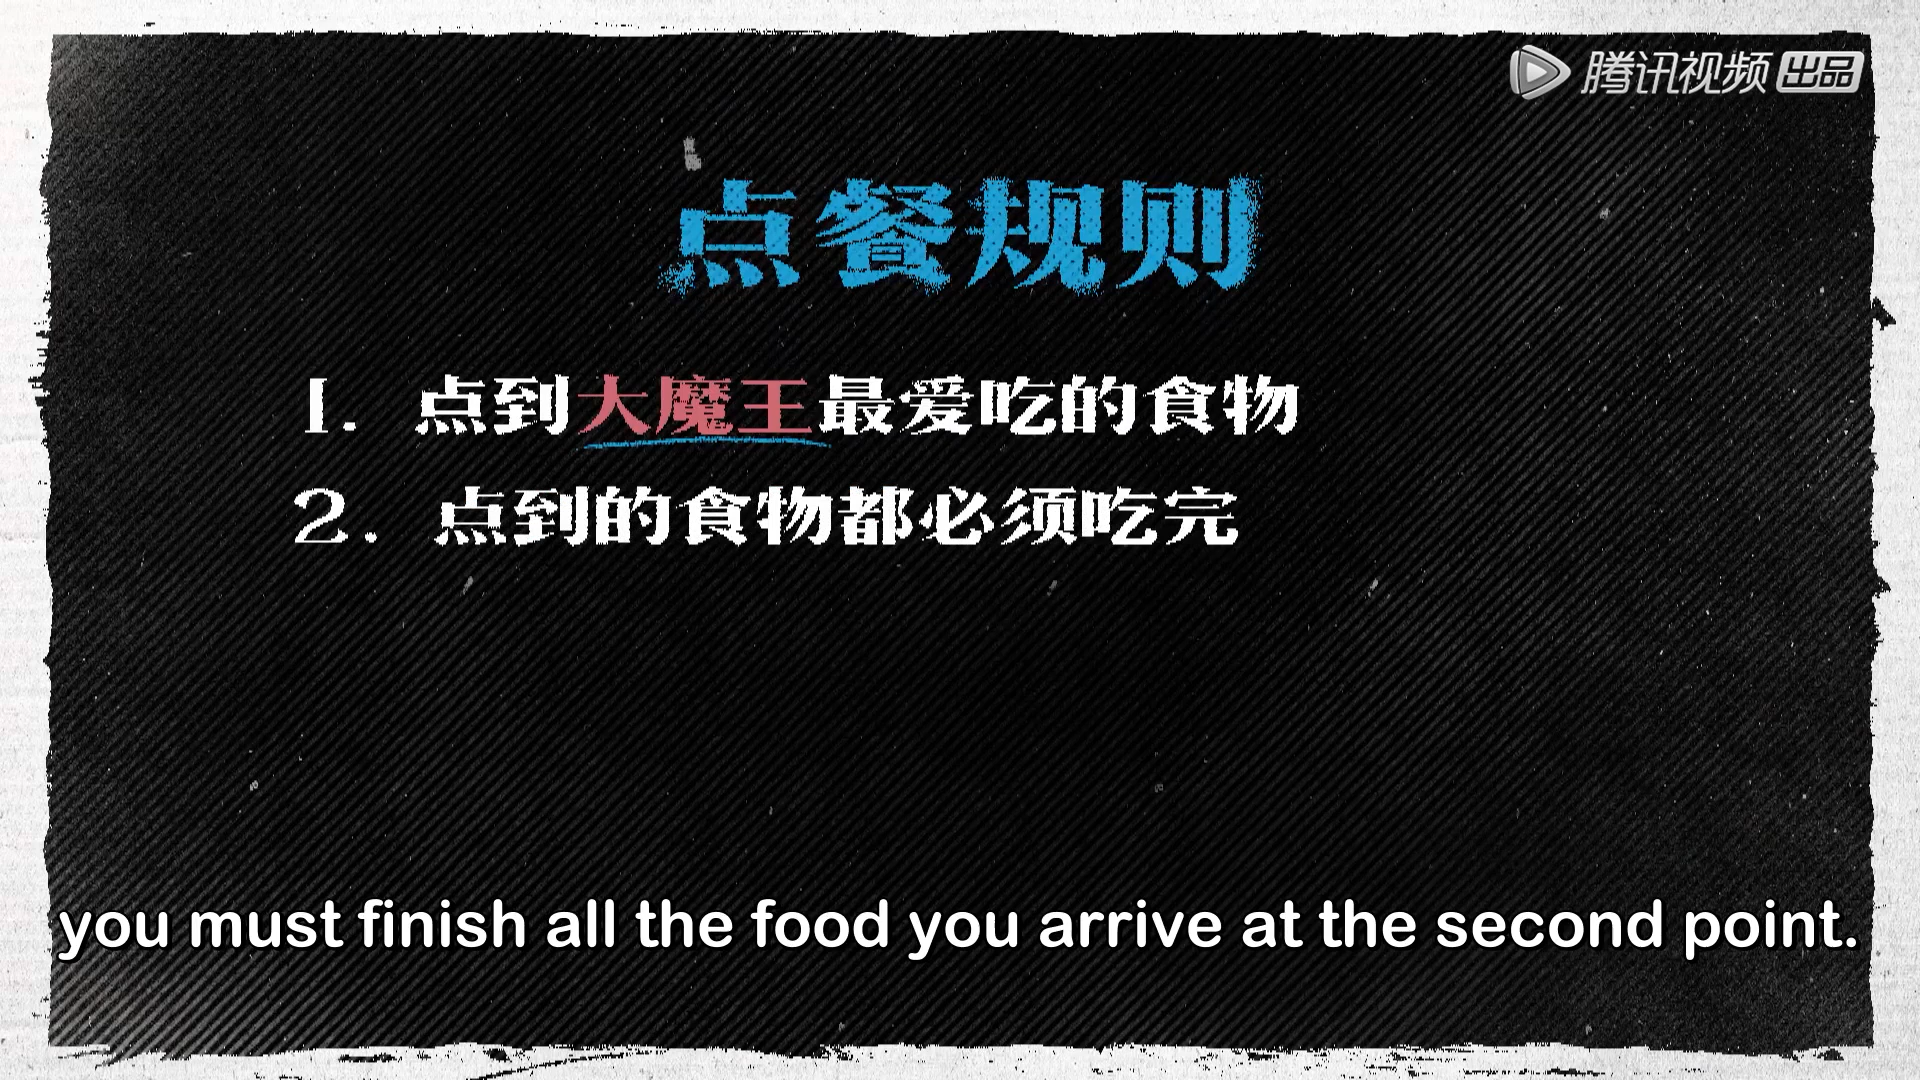 腾讯视频 出品
点餐规则
1. 点到大魔王最爱吃的食物
2. 点到的食物都必须吃完
you must finish all the food you arrive at the second point.